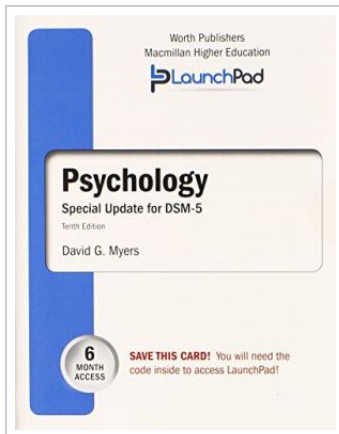 Worth Publishers
Macmillan Higher Education
LaunchPad
Psychology
Special Update for DSM-5
Tenth Edition
David G. Myers
6
MONTH
ACCESS
SAVE THIS CARD! You will need the
code inside to access LaunchPad!